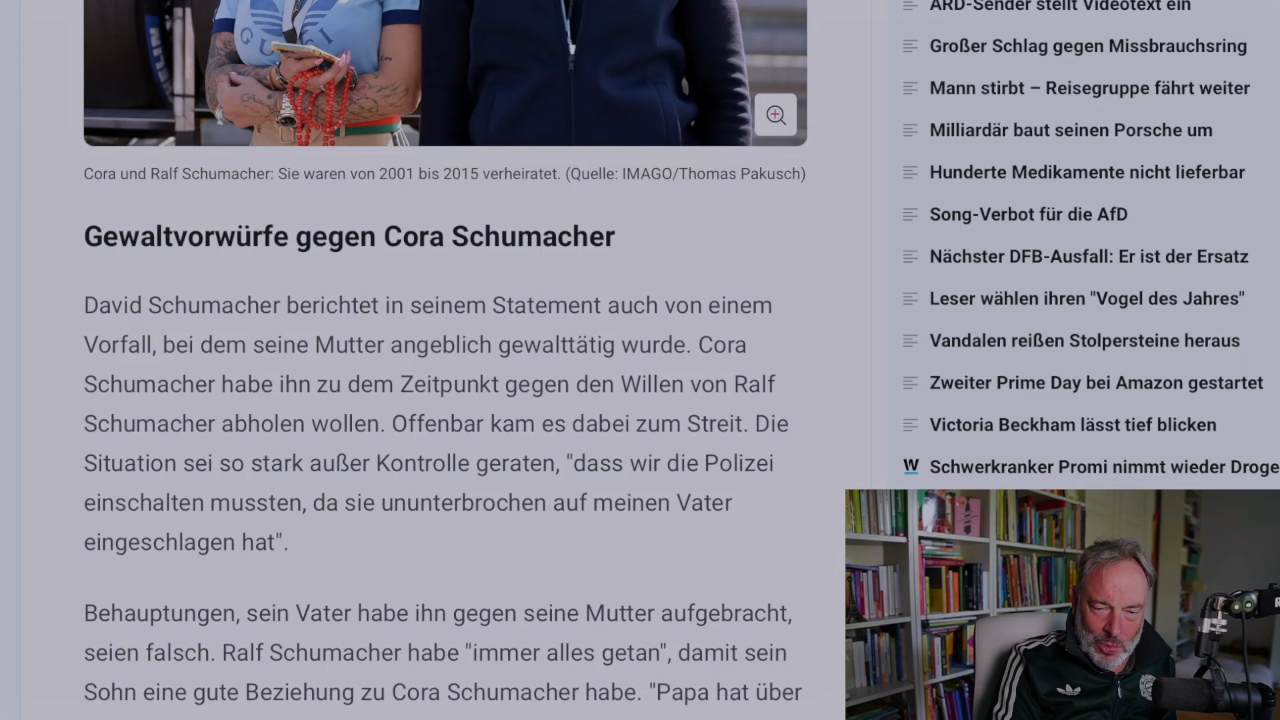 ARD-Sender stellt Videotext ein
Großer Schlag gegen Missbrauchsring
Mann stirbt – Reisegruppe fährt weiter
Milliardär baut seinen Porsche um
Hunderte Medikamente nicht lieferbar
Song-Verbot für die AfD
Nächster DFB-Ausfall: Er ist der Ersatz
Leser wählen ihren "Vogel des Jahres"
Vandalen reißen Stolpersteine heraus
Zweiter Prime Day bei Amazon gestartet
Victoria Beckham lässt tief blicken
W Schwerkranker Promi nimmt wieder Droge
Cora und Ralf Schumacher: Sie waren von 2001 bis 2015 verheiratet. (Quelle: IMAGO/Thomas Pakusch)
Gewaltvorwürfe gegen Cora Schumacher
David Schumacher berichtet in seinem Statement auch von einem
Vorfall, bei dem seine Mutter angeblich gewalttätig wurde. Cora
Schumacher habe ihn zu dem Zeitpunkt gegen den Willen von Ralf
Schumacher abholen wollen. Offenbar kam es dabei zum Streit. Die
Situation sei so stark außer Kontrolle geraten, "dass wir die Polizei
einschalten mussten, da sie ununterbrochen auf meinen Vater
eingeschlagen hat".
Behauptungen, sein Vater habe ihn gegen seine Mutter aufgebracht,
seien falsch. Ralf Schumacher habe "immer alles getan", damit sein
Sohn eine gute Beziehung zu Cora Schumacher habe. "Papa hat über